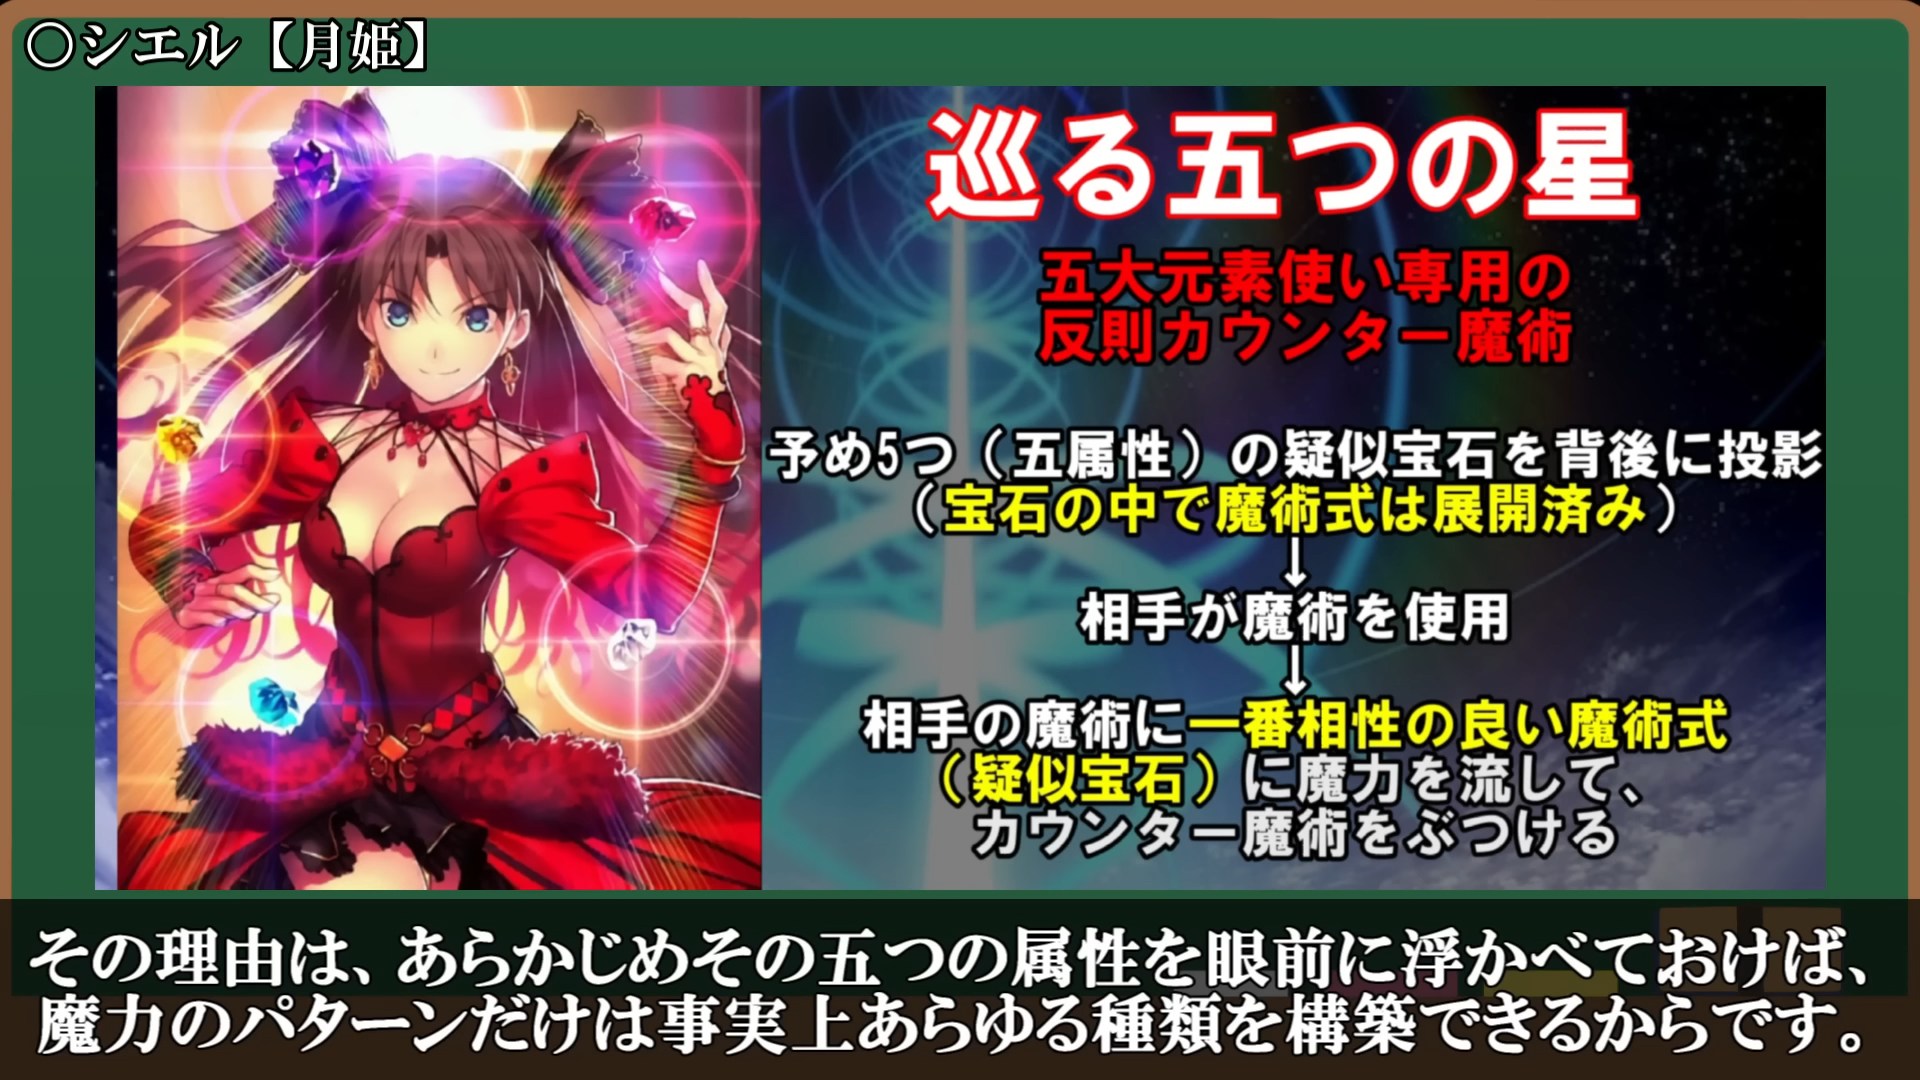 〇シエル【月姫】
巡る五つの星
五大元素使い専用の
反則カウンター魔術
予め5つ（五属性）の疑似宝石を背後に投影
（宝石の中で魔術式は展開済み）
↓
相手が魔術を使用
↓
相手の魔術に一番相性の良い魔術式
（疑似宝石）に魔力を流して、
カウンター魔術をぶつける
その理由は、あらかじめその五つの属性を眼前に浮かべておけば、
魔力のパターンだけは事実上あらゆる種類を構築できるからです。